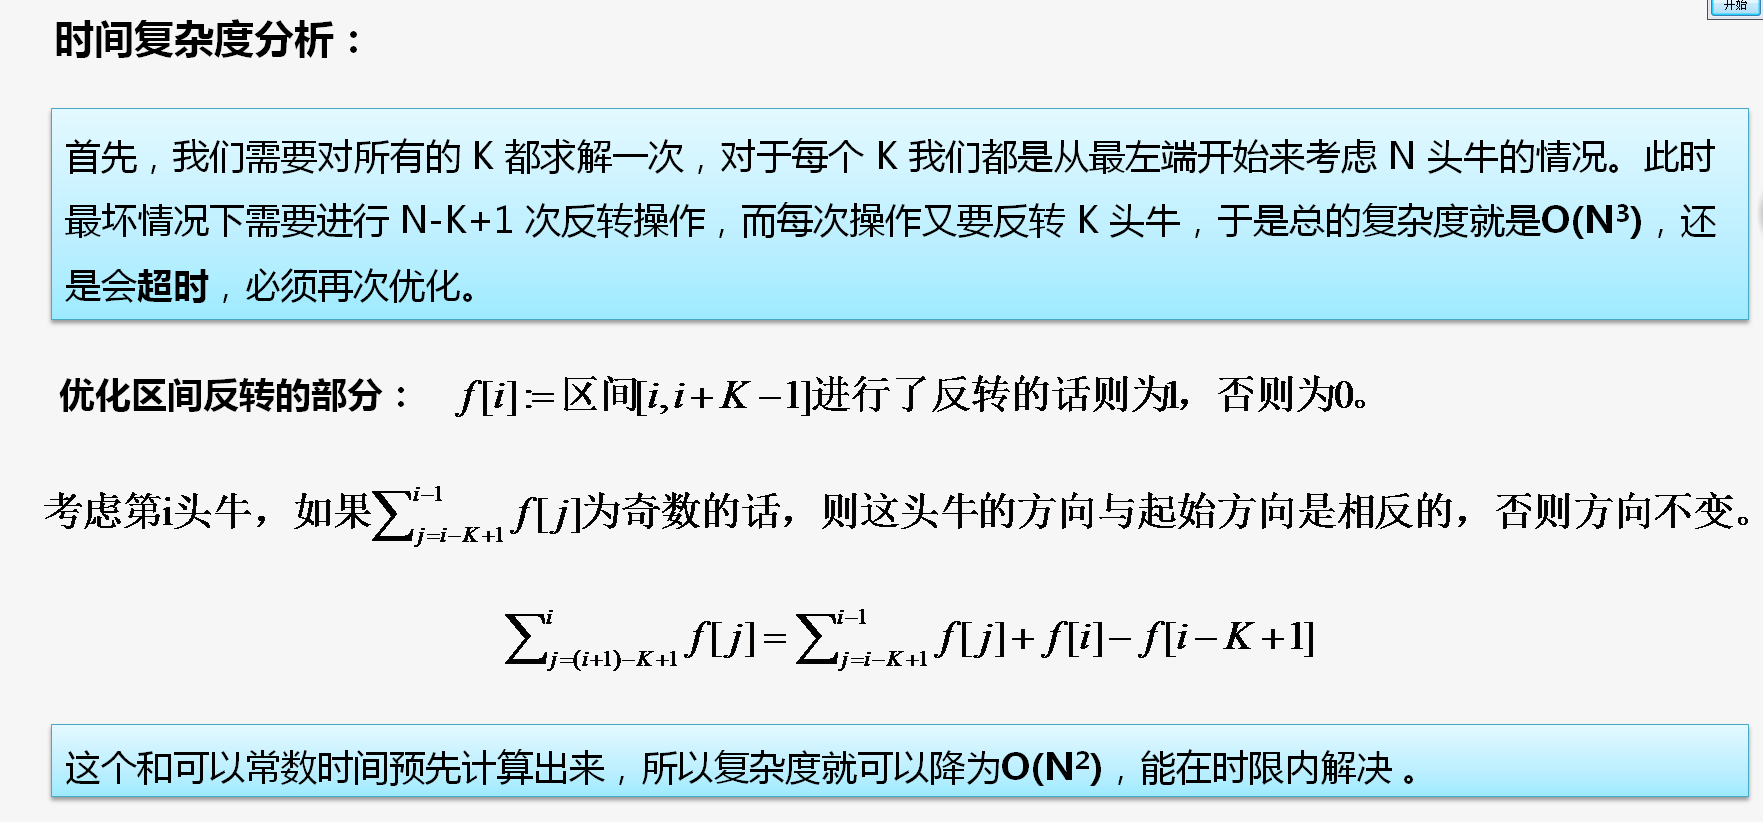 开始
时间复杂度分析：
首先，我们需要对所有的 K 都求解一次，对于每个 K 我们都是从最左端开始来考虑 N 头牛的情况。此时
最坏情况下需要进行 N-K+1 次反转操作，而每次操作又要反转 K 头牛，于是总的复杂度就是O(N³)，还
是会超时，必须再次优化。
优化区间反转的部分： f[i]:=区间[i,i+K−1]进行了反转的话则为1，否则为0。
考虑第i头牛，如果∑_{j=i−K+1}^{i−1} f[j]为奇数的话，则这头牛的方向与起始方向是相反的，否则方向不变。
∑_{j=(i+1)−K+1}^{i} f[j]=∑_{j=i−K+1}^{i−1} f[j]+f[i]−f[i−K+1]
这个和可以常数时间预先计算出来，所以复杂度就可以降为O(N²)，能在时限内解决 。